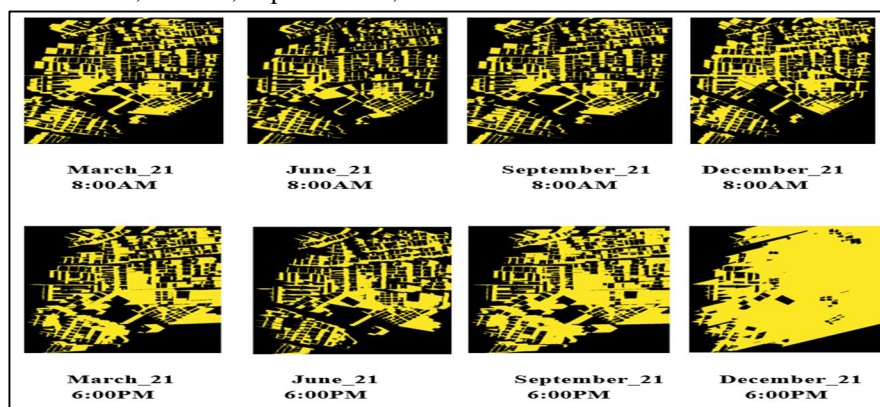 March_21
8:00AM
June_21
8:00AM
September_21
8:00AM
December_21
8:00AM
March_21
6:00PM
June_21
6:00PM
September_21
6:00PM
December_21
6:00PM